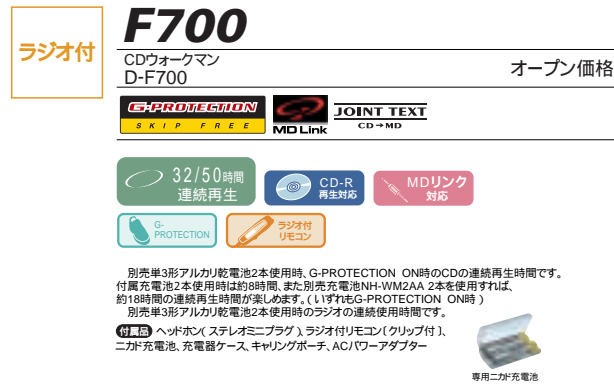 ラジオ付
F700
CDウォークマン
D-F700
オープン価格
G-PROTECTION
SKIP FREE
MD Link
JOINT TEXT
CD→MD
32/50時間
連続再生
CD-R
再生対応
MDリンク
対応
G-
PROTECTION
ラジオ付
リモコン
別売単3形アルカリ乾電池2本使用時、G-PROTECTION ON時のCDの連続再生時間です。
付属充電池2本使用時は約8時間、また別売充電池NH-WM2AA 2本を使用すれば、
約18時間の連続再生時間が楽しめます。(いずれもG-PROTECTION ON時)
別売単3形アルカリ乾電池2本使用時のラジオの連続使用時間です。
付属品 ヘッドホン(ステレオミニプラグ)、ラジオ付リモコン〔クリップ付〕、
ニカド充電池、充電器ケース、キャリングポーチ、ACパワーアダプター
専用ニカド充電池